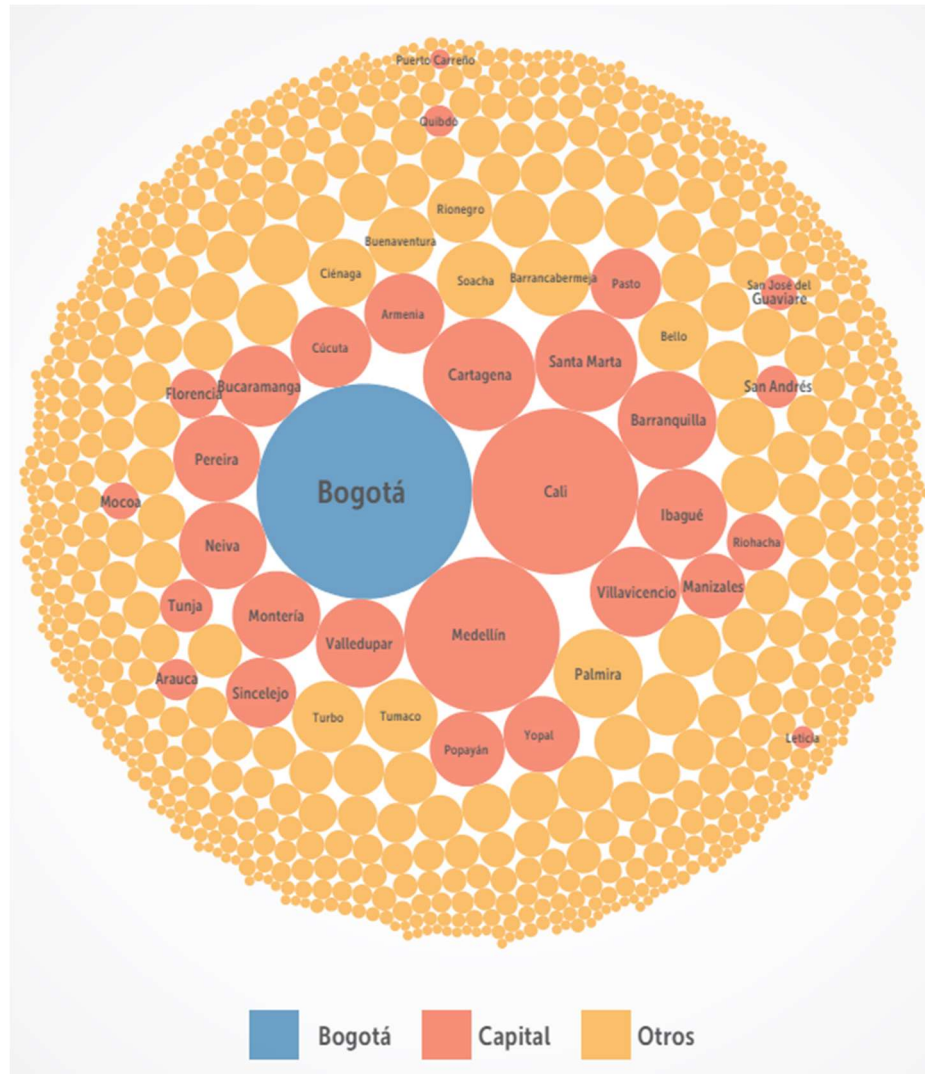 Puerto Carreño
Quibdó
Rionegro
Buenaventura
Ciénaga
Soacha
Barrancabermeja
Pasto
San José del
Guaviare
Armenia
Bello
Cúcuta
Cartagena
Santa Marta
Florencia
Bucaramanga
San Andrés
Barranquilla
Pereira
Bogotá
Cali
Mocoa
Ibagué
Neiva
Riohacha
Villavicencio
Manizales
Tunja
Montería
Valledupar
Medellín
Palmira
Arauca
Sincelejo
Turbo
Tumaco
Popayán
Yopal
Leticia
Bogotá
Capital
Otros